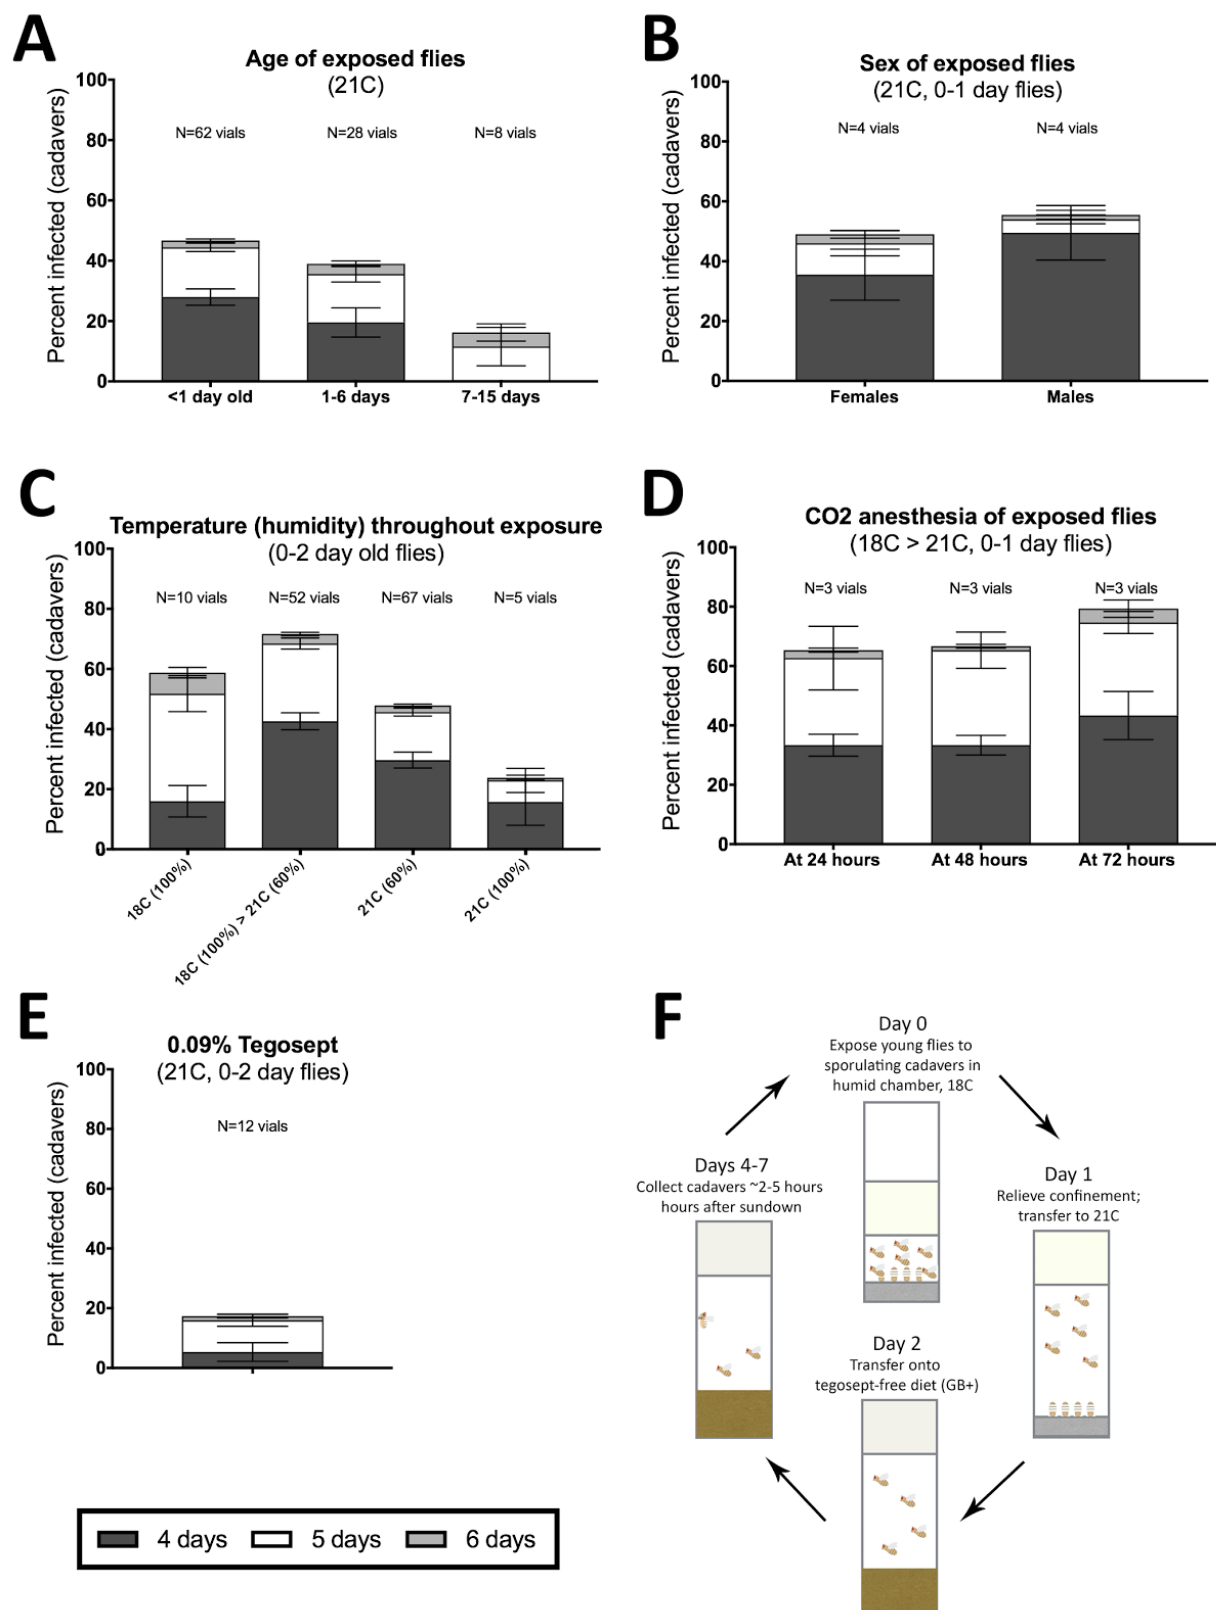 A
Age of exposed flies
(21C)
Percent infected (cadavers)
100
80
60
40
20
0
N=62 vials
N=28 vials
N=8 vials
<1 day old
1-6 days
7-15 days
B
Sex of exposed flies
(21C, 0-1 day flies)
Percent infected (cadavers)
100
80
60
40
20
0
N=4 vials
N=4 vials
Females
Males
C
Temperature (humidity) throughout exposure
(0-2 day old flies)
Percent infected (cadavers)
100
80
60
40
20
0
N=10 vials
N=52 vials
N=67 vials
N=5 vials
18C (100%)
18C (100%) > 21C (60%)
21C (60%)
21C (100%)
D
CO2 anesthesia of exposed flies
(18C > 21C, 0-1 day flies)
Percent infected (cadavers)
100
80
60
40
20
0
N=3 vials
N=3 vials
N=3 vials
At 24 hours
At 48 hours
At 72 hours
E
0.09% Tegosept
(21C, 0-2 day flies)
Percent infected (cadavers)
100
80
60
40
20
0
N=12 vials
F
Day 0
Expose young flies to
sporulating cadavers in
humid chamber, 18C
Day 1
Relieve confinement;
transfer to 21C
Day 2
Transfer onto
tegosept-free diet (GB+)
Days 4-7
Collect cadavers ~2-5 hours
hours after sundown
4 days
5 days
6 days